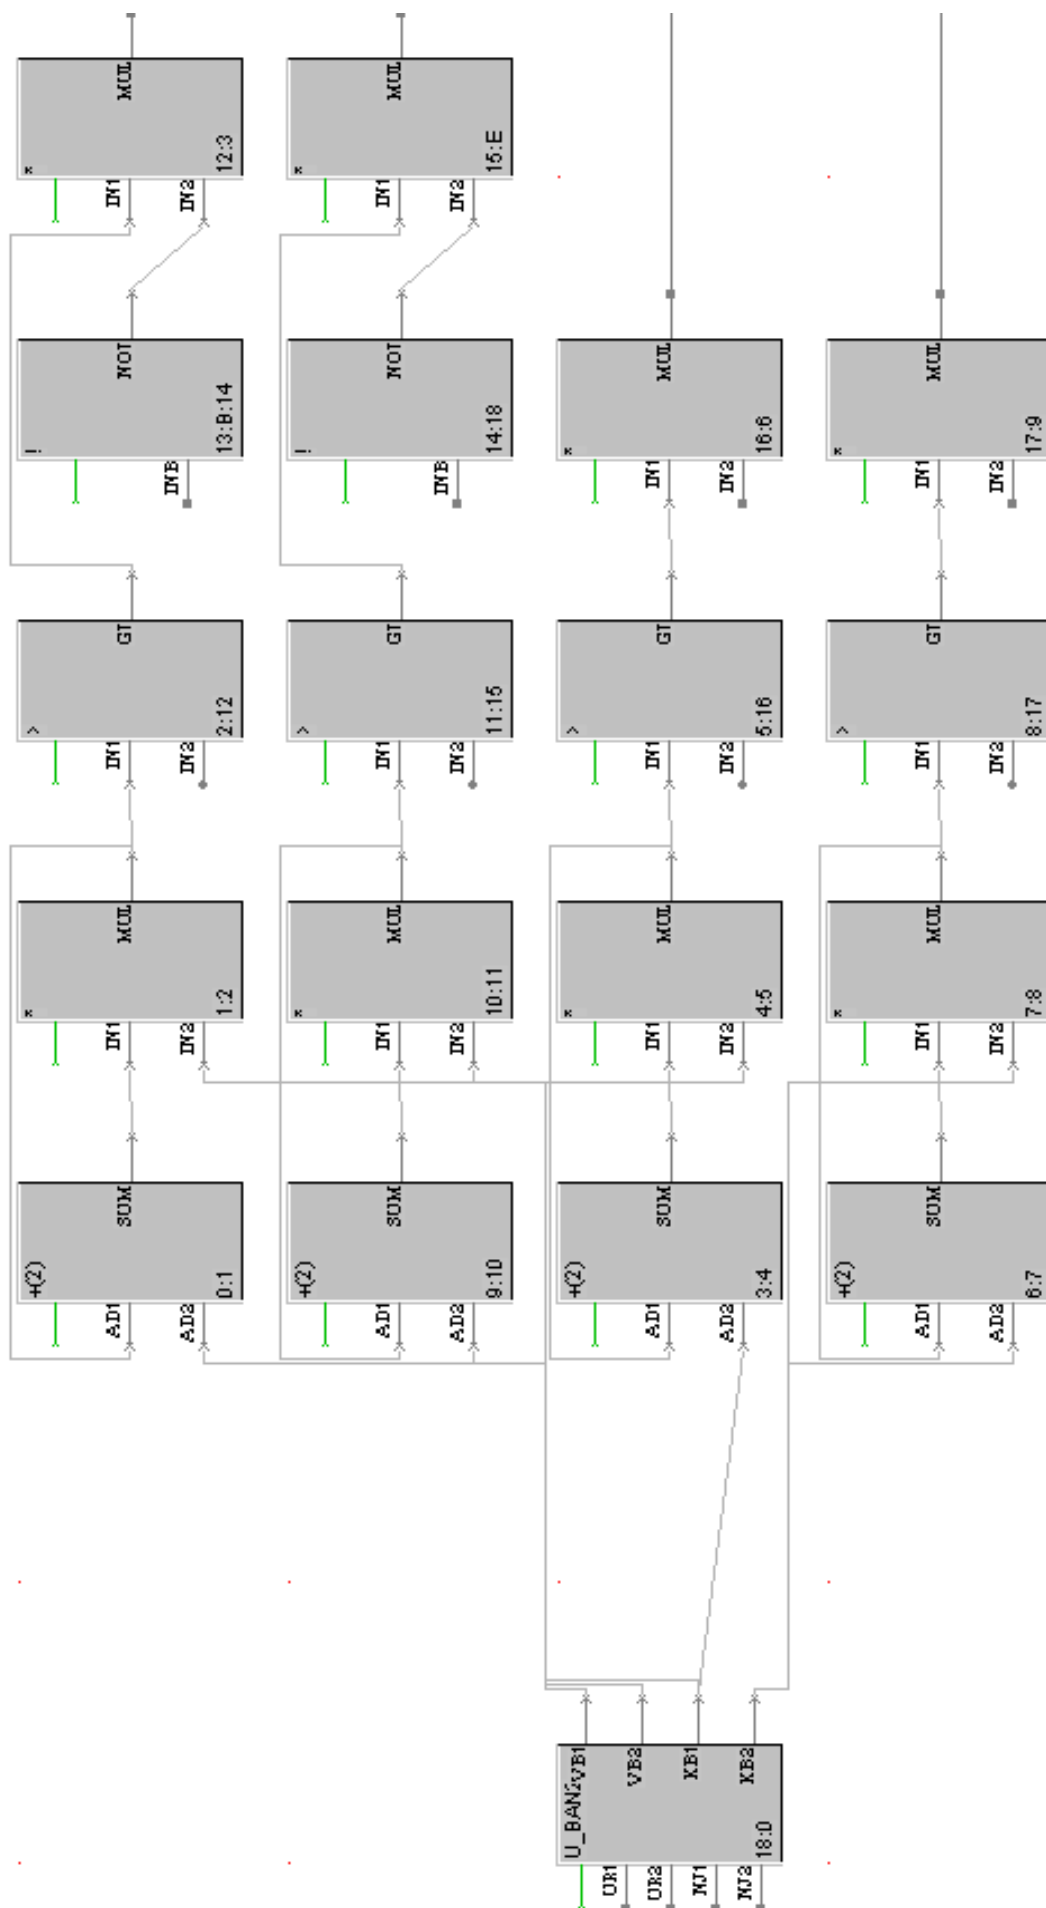 MUL
*
12:3
IN1
IN2
MUL
*
15:E
IN1
IN2
NOT
!
13:B:14
INB
NOT
!
14:18
INB
MUL
*
16:6
IN1
IN2
MUL
*
17:9
IN1
IN2
GT
>
2:12
IN1
IN2
GT
>
11:15
IN1
IN2
GT
>
5:16
IN1
IN2
GT
>
8:17
IN1
IN2
MUL
*
1:2
IN1
IN2
MUL
*
10:11
IN1
IN2
MUL
*
4:5
IN1
IN2
MUL
*
7:8
IN1
IN2
SUM
+(2)
0:1
AD1
AD2
SUM
+(2)
9:10
AD1
AD2
SUM
+(2)
3:4
AD1
AD2
SUM
+(2)
6:7
AD1
AD2
U_BAN2
VB1
VB2
KB1
KB2
18:0
UR1
UR2
NJ1
NJ2